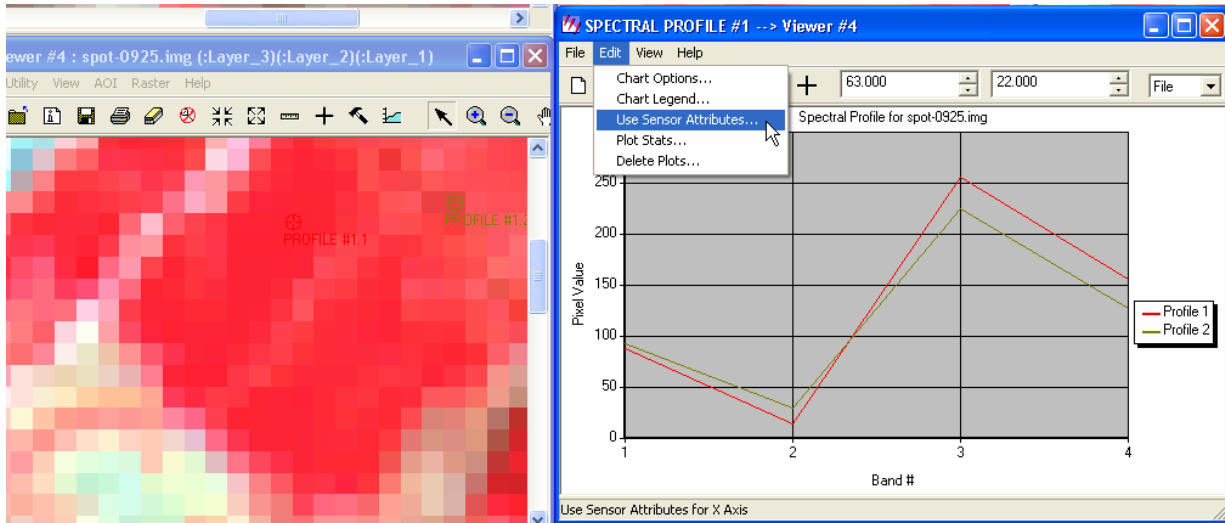 ewer #4 : spot-0925.img (:Layer_3)(:Layer_2)(:Layer_1)
Utility View AOI Raster Help
PROFILE #1.1
PROFILE #1.2
SPECTRAL PROFILE #1 --> Viewer #4
File Edit View Help
Chart Options...
Chart Legend...
Use Sensor Attributes...
Plot Stats...
Delete Plots...
63.000
22.000
File
Spectral Profile for spot-0925.img
250
200
150
100
50
0
Pixel Value
1 2 3 4
Band #
Profile 1
Profile 2
Use Sensor Attributes for X Axis